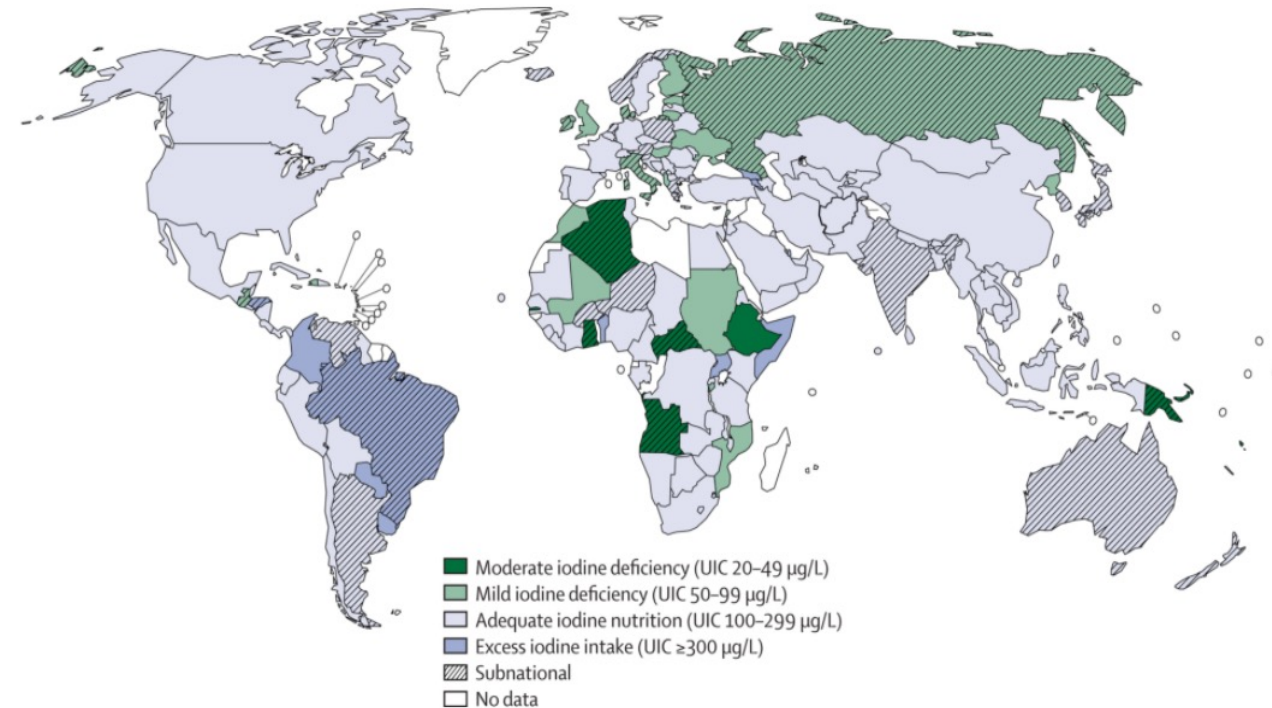 Moderate iodine deficiency (UIC 20–49 µg/L)
Mild iodine deficiency (UIC 50–99 µg/L)
Adequate iodine nutrition (UIC 100–299 µg/L)
Excess iodine intake (UIC ≥300 µg/L)
Subnational
No data